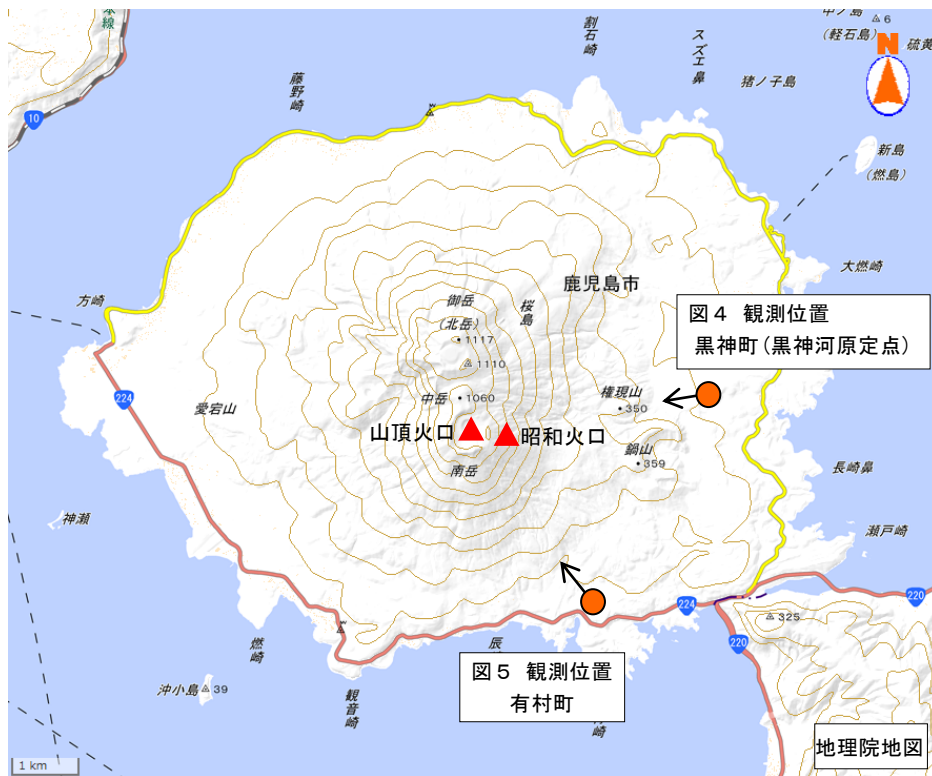 本線
10
藤野崎
割石崎
スズエ鼻
6
(軽石島)
硫黄
N
猪ノ子島
新島
(燃島)
大燃崎
方崎
御岳
(北岳)
1117
1110
桜島
鹿児島市
図4 観測位置
黒神町(黒神河原定点)
224
愛宕山
中岳
1060
権現山
350
山頂火口
昭和火口
鍋山
359
南岳
長崎鼻
神瀬
瀬戸崎
224
220
220
325
燃崎
辰
図5 観測位置
有村町
沖小島
39
観音崎
崎
地理院地図
1 km